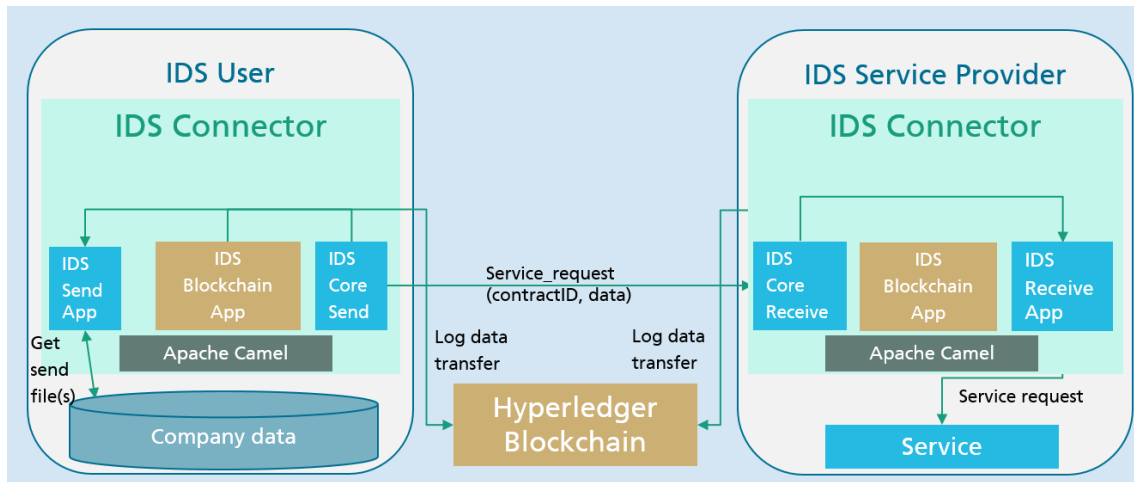 IDS User
IDS Connector
IDS
Send
App
IDS
Blockchain
App
IDS
Core
Send
Apache Camel
Get
send
file(s)
Company data
Service_request
(contractID, data)
Log data
transfer
Log data
transfer
Hyperledger
Blockchain
IDS Service Provider
IDS Connector
IDS
Core
Receive
IDS
Blockchain
App
IDS
Receive
App
Apache Camel
Service request
Service